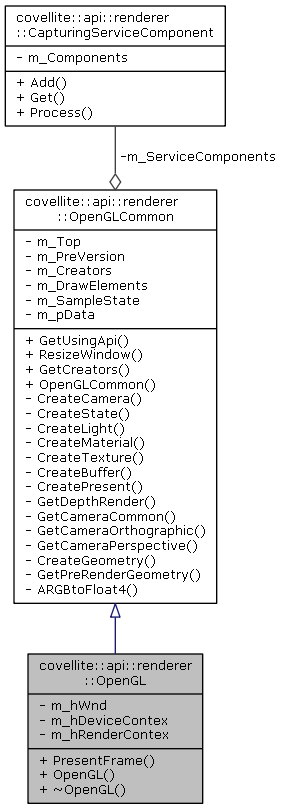 covellite::api::renderer
::CapturingServiceComponent
- m_Components
+ Add()
+ Get()
+ Process()
-m_ServiceComponents
covellite::api::renderer
::OpenGLCommon
- m_Top
- m_PreVersion
- m_Creators
- m_DrawElements
- m_SampleState
- m_pData
+ GetUsingApi()
+ ResizeWindow()
+ GetCreators()
+ OpenGLCommon()
- CreateCamera()
- CreateState()
- CreateLight()
- CreateMaterial()
- CreateTexture()
- CreateBuffer()
- CreatePresent()
- GetDepthRender()
- GetCameraCommon()
- GetCameraOrthographic()
- GetCameraPerspective()
- CreateGeometry()
- GetPreRenderGeometry()
- ARGBtoFloat4()
covellite::api::renderer
::OpenGL
- m_hWnd
- m_hDeviceContex
- m_hRenderContex
+ PresentFrame()
+ OpenGL()
+ ~OpenGL()